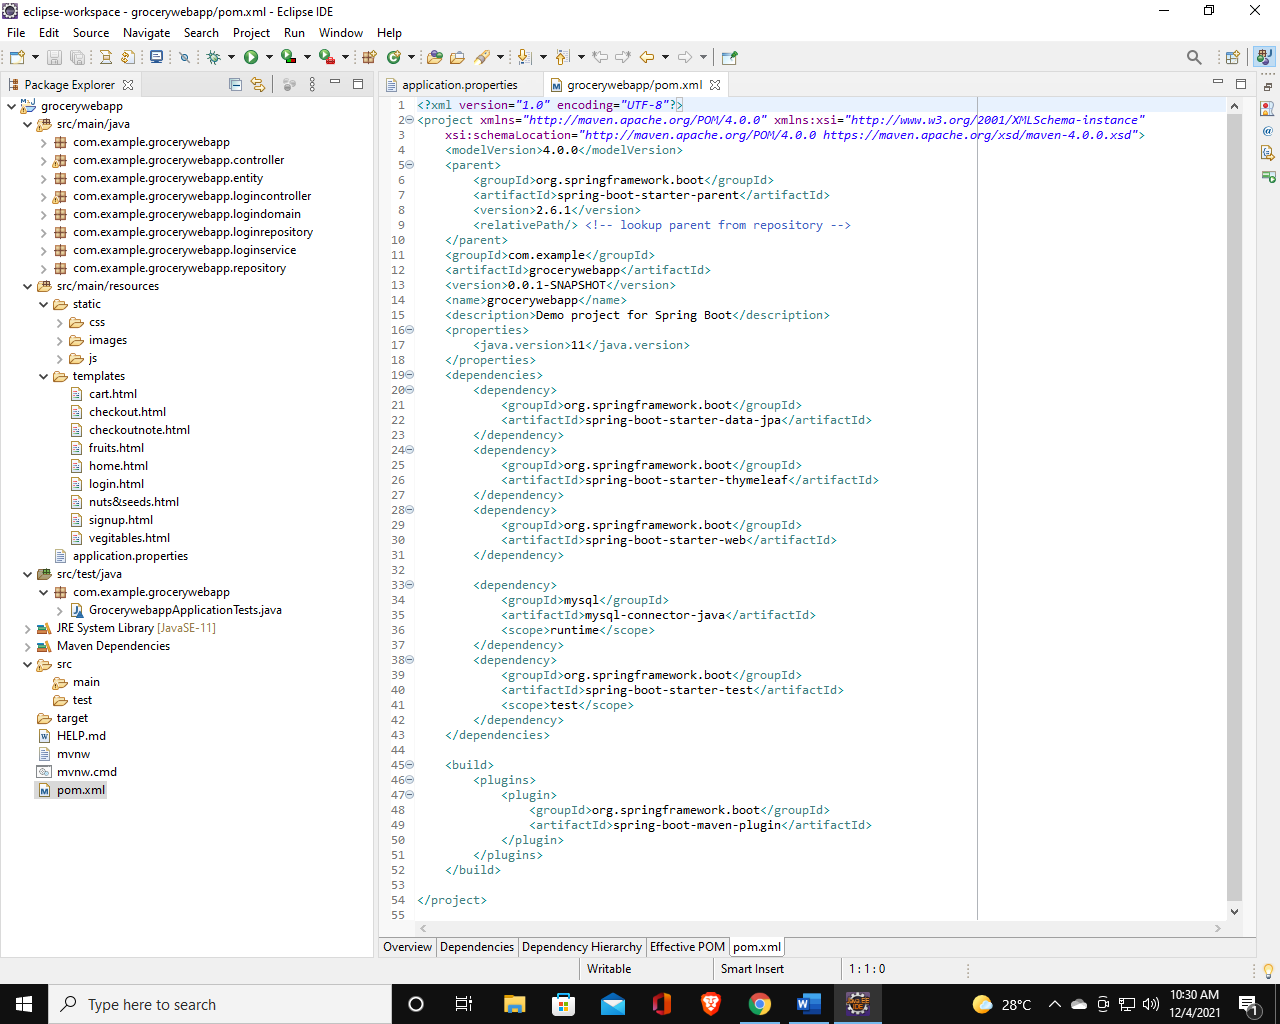 eclipse-workspace - grocerywebapp/pom.xml - Eclipse IDE
File Edit Source Navigate Search Project Run Window Help
Package Explorer
grocerywebapp
src/main/java
com.example.grocerywebapp
com.example.grocerywebapp.controller
com.example.grocerywebapp.entity
com.example.grocerywebapp.logincontroller
com.example.grocerywebapp.logindomain
com.example.grocerywebapp.loginrepository
com.example.grocerywebapp.loginservice
com.example.grocerywebapp.repository
src/main/resources
static
css
images
js
templates
cart.html
checkout.html
checkoutnote.html
fruits.html
home.html
login.html
nuts&seeds.html
signup.html
vegitables.html
application.properties
src/test/java
com.example.grocerywebapp
GrocerywebappApplicationTests.java
JRE System Library [JavaSE-11]
Maven Dependencies
src
main
test
target
HELP.md
mvnw
mvnw.cmd
pom.xml
application.properties grocerywebapp/pom.xml
1 <?xml version="1.0" encoding="UTF-8"?>
2 <project xmlns="http://maven.apache.org/POM/4.0.0" xmlns:xsi="http://www.w3.org/2001/XMLSchema-instance"
3 xsi:schemaLocation="http://maven.apache.org/POM/4.0.0 https://maven.apache.org/xsd/maven-4.0.0.xsd">
4 <modelVersion>4.0.0</modelVersion>
5 <parent>
6 <groupId>org.springframework.boot</groupId>
7 <artifactId>spring-boot-starter-parent</artifactId>
8 <version>2.6.1</version>
9 <relativePath/> <!-- lookup parent from repository -->
10 </parent>
11 <groupId>com.example</groupId>
12 <artifactId>grocerywebapp</artifactId>
13 <version>0.0.1-SNAPSHOT</version>
14 <name>grocerywebapp</name>
15 <description>Demo project for Spring Boot</description>
16 <properties>
17 <java.version>11</java.version>
18 </properties>
19 <dependencies>
20 <dependency>
21 <groupId>org.springframework.boot</groupId>
22 <artifactId>spring-boot-starter-data-jpa</artifactId>
23 </dependency>
24 <dependency>
25 <groupId>org.springframework.boot</groupId>
26 <artifactId>spring-boot-starter-thymeleaf</artifactId>
27 </dependency>
28 <dependency>
29 <groupId>org.springframework.boot</groupId>
30 <artifactId>spring-boot-starter-web</artifactId>
31 </dependency>
32
33 <dependency>
34 <groupId>mysql</groupId>
35 <artifactId>mysql-connector-java</artifactId>
36 <scope>runtime</scope>
37 </dependency>
38 <dependency>
39 <groupId>org.springframework.boot</groupId>
40 <artifactId>spring-boot-starter-test</artifactId>
41 <scope>test</scope>
42 </dependency>
43 </dependencies>
44
45 <build>
46 <plugins>
47 <plugin>
48 <groupId>org.springframework.boot</groupId>
49 <artifactId>spring-boot-maven-plugin</artifactId>
50 </plugin>
51 </plugins>
52 </build>
53
54 </project>
55
Overview Dependencies Dependency Hierarchy Effective POM pom.xml
Writable Smart Insert 1 : 1 : 0
Type here to search
28°C
10:30 AM
12/4/2021
1